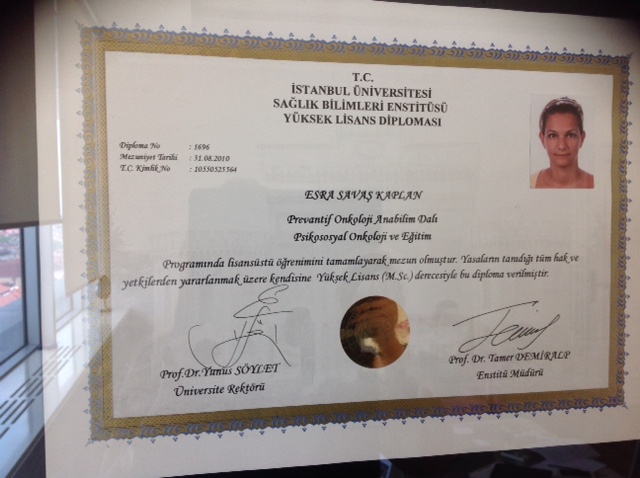 T.C.
İSTANBUL ÜNİVERSİTESİ
SAĞLIK BİLİMLERİ ENSTİTÜSÜ
YÜKSEK LİSANS DİPLOMASI
Diploma No : 1696
Mezuniyet Tarihi : 31.08.2010
T.C. Kimlik No : 10550525564
ESRA SAVAŞ KAPLAN
Prevantif Onkoloji Anabilim Dalı
Psikososyal Onkoloji ve Eğitim
Programında lisansüstü öğrenimini tamamlayarak mezun olmuştur. Yasaların tanıdığı tüm hak ve
yetkilerden yararlanmak üzere kendisine Yüksek Lisans (M.Sc.) derecesiyle bu diploma verilmiştir.
Prof.Dr.Yunus SÖYLET
Üniversite Rektörü
Prof. Dr. Tamer DEMİRALP
Enstitü Müdürü